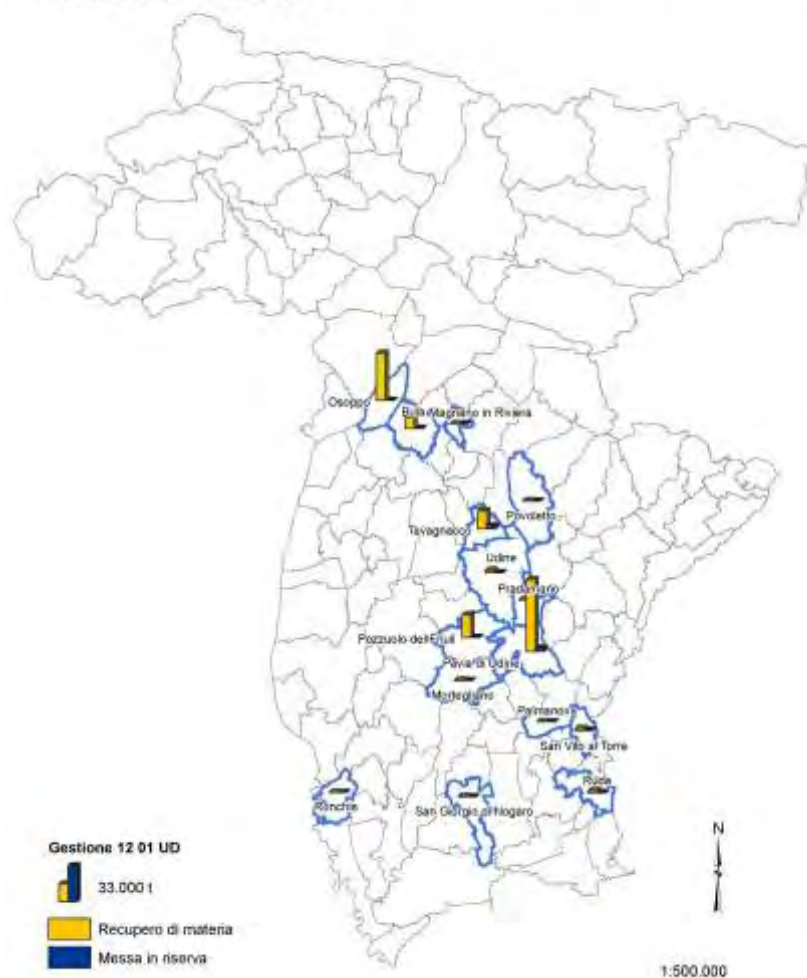 Osoppo
Magnano in Riviera
Povoletto
Tavagnacco
Udine
Pradamano
Pozzuolo del Friuli
Pavia di Udine
Mortegliano
Palmanova
San Vito al Torre
Ruda
Ronchis
San Giorgio di Nogaro
N
Gestione 12 01 UD
33.000 t
Recupero di materia
Messa in riserva
1:500.000